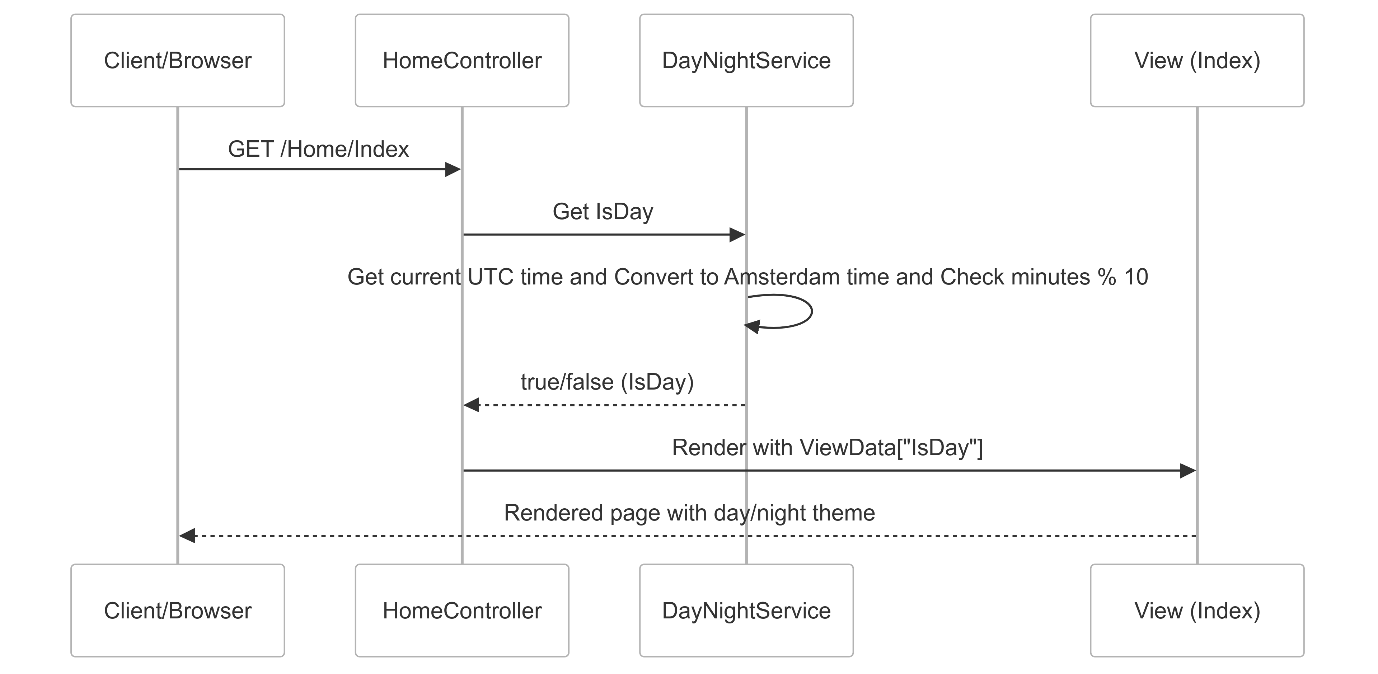 Client/Browser
HomeController
DayNightService
View (Index)
GET /Home/Index
Get IsDay
Get current UTC time and Convert to Amsterdam time and Check minutes % 10
true/false (IsDay)
Render with ViewData["IsDay"]
Rendered page with day/night theme
Client/Browser
HomeController
DayNightService
View (Index)